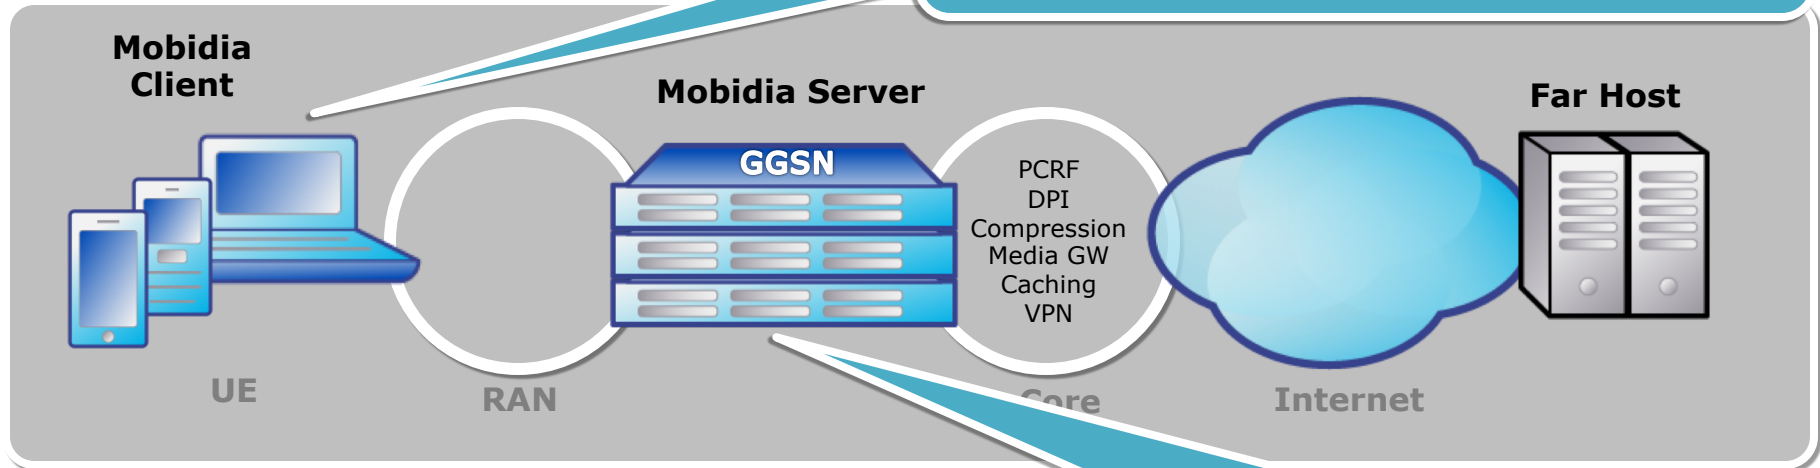 Mobidia
Client
Mobidia Server
Far Host
GGSN
PCRF
DPI
Compression
Media GW
Caching
VPN
UE
RAN
Core
Internet